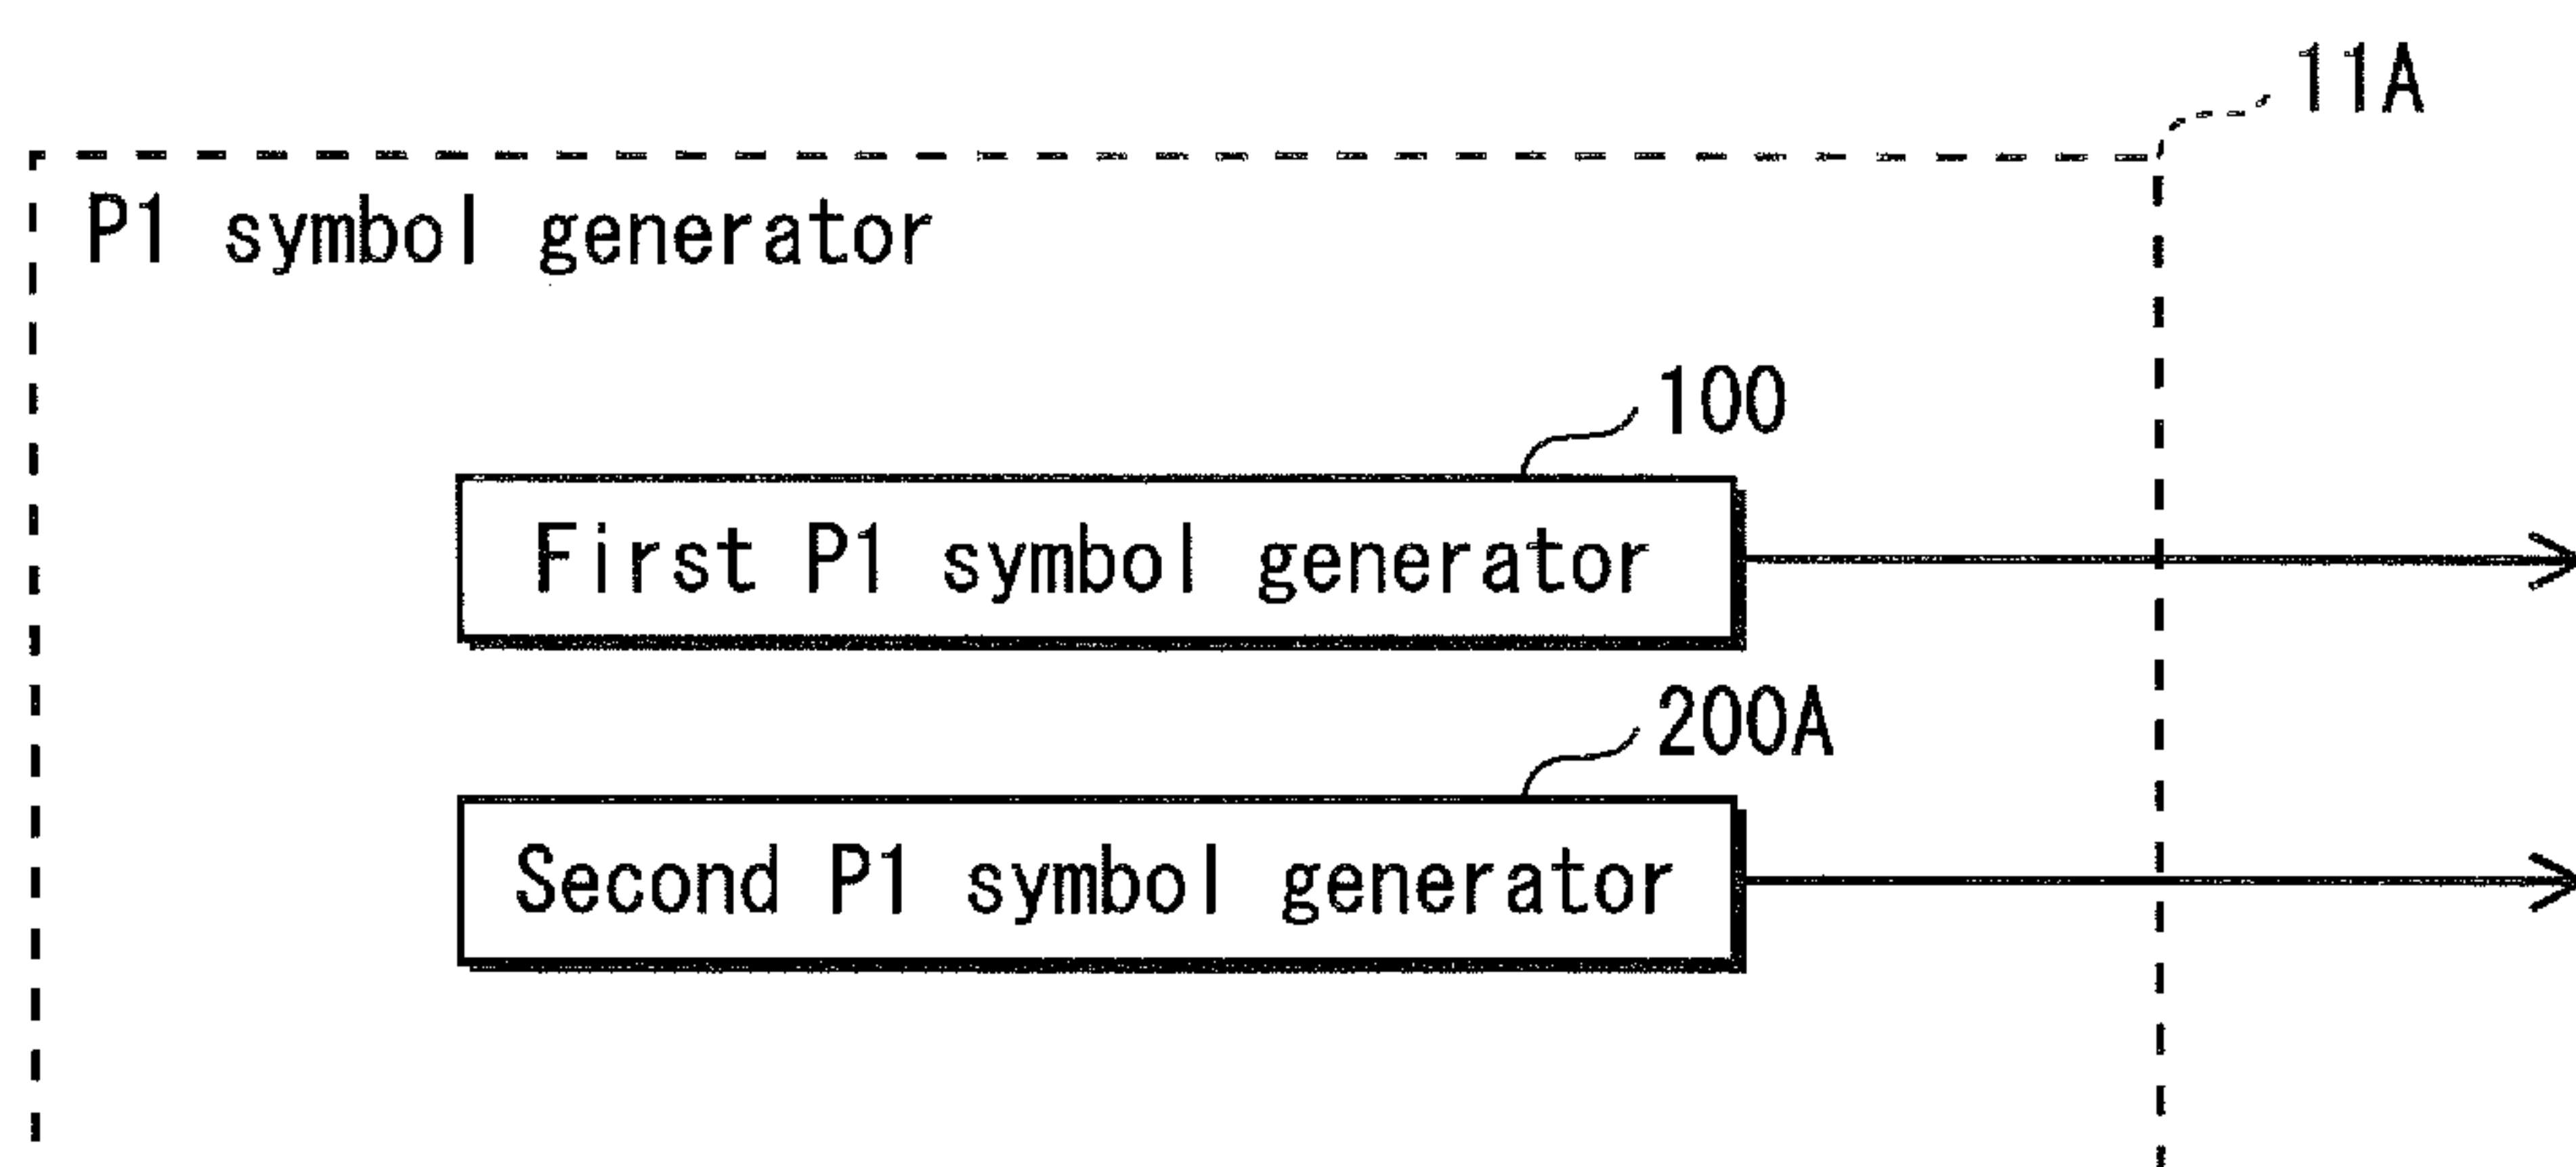 11A
P1 symbol generator
100
First P1 symbol generator
200A
Second P1 symbol generator